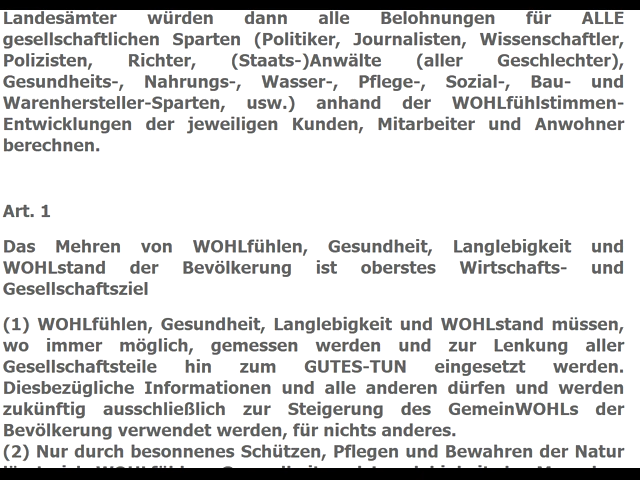 Landesämter würden dann alle Belohnungen für ALLE
gesellschaftlichen Sparten (Politiker, Journalisten, Wissenschaftler,
Polizisten, Richter, (Staats-)Anwälte (aller Geschlechter),
Gesundheits-, Nahrungs-, Wasser-, Pflege-, Sozial-, Bau- und
Warenhersteller-Sparten, usw.) anhand der WOHLfühlstimmen-
Entwicklungen der jeweiligen Kunden, Mitarbeiter und Anwohner
berechnen.
Art. 1
Das Mehren von WOHLfühlen, Gesundheit, Langlebigkeit und
WOHLstand der Bevölkerung ist oberstes Wirtschafts- und
Gesellschaftsziel
(1) WOHLfühlen, Gesundheit, Langlebigkeit und WOHLstand müssen,
wo immer möglich, gemessen werden und zur Lenkung aller
Gesellschaftsteile hin zum GUTES-TUN eingesetzt werden.
Diesbezügliche Informationen und alle anderen dürfen und werden
zukünftig ausschließlich zur Steigerung des GemeinWOHLs der
Bevölkerung verwendet werden, für nichts anderes.
(2) Nur durch besonnenes Schützen, Pflegen und Bewahren der Natur